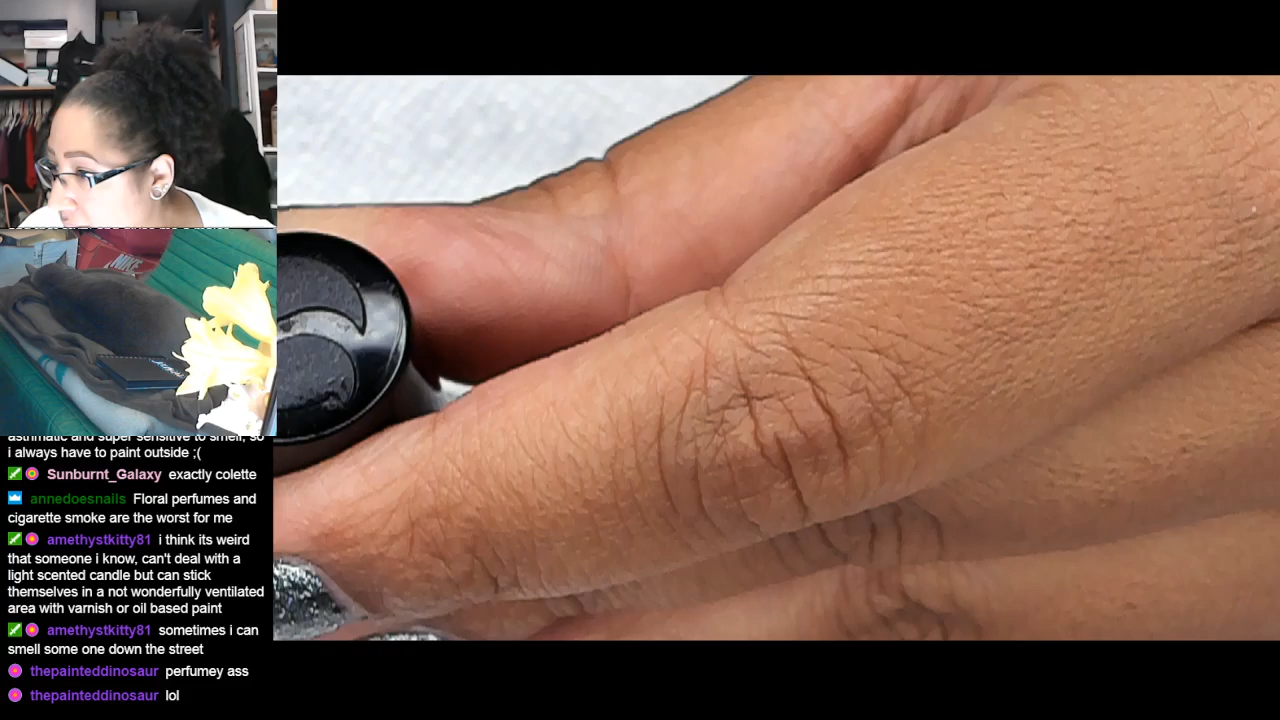 NIKE
asthmatic and super sensitive to smell, so
i always have to paint outside ;(
Sunburnt_Galaxy exactly colette
annedoesnails Floral perfumes and
cigarette smoke are the worst for me
amethystkitty81 i think its weird
that someone i know, can't deal with a
light scented candle but can stick
themselves in a not wonderfully ventilated
area with varnish or oil based paint
amethystkitty81 sometimes i can
smell some one down the street
thepainteddinosaur perfumey ass
thepainteddinosaur lol